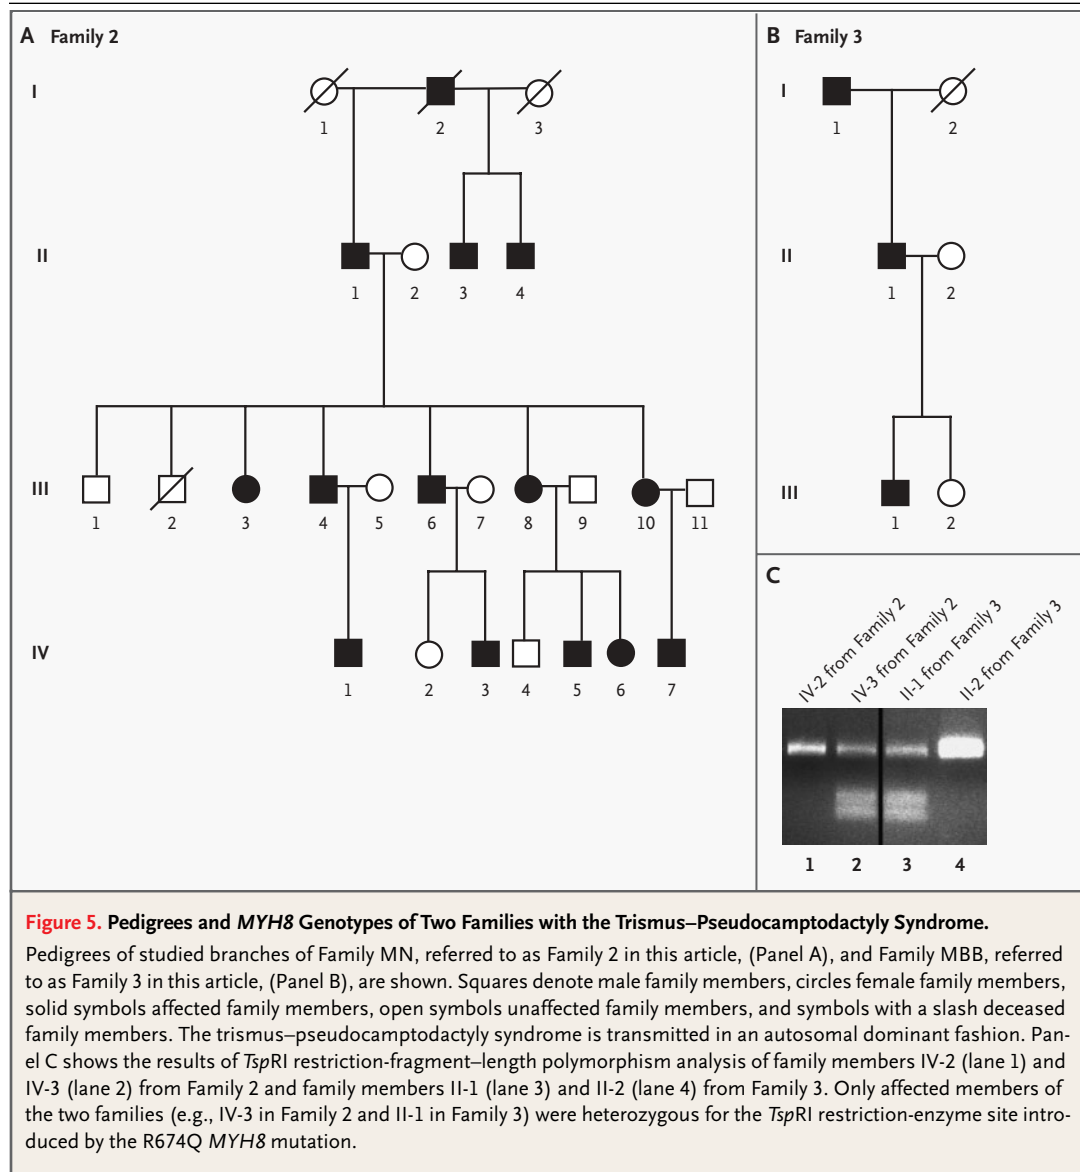 A Family 2
I
1 2 3
II
1 2 3 4
III
1 2 3 4 5 6 7 8 9 10 11
IV
1 2 3 4 5 6 7
B Family 3
I
1 2
II
1 2
III
1 2
C
IV-2 from Family 2
IV-3 from Family 2
II-1 from Family 3
II-2 from Family 3
1 2 3 4
Figure 5. Pedigrees and MYH8 Genotypes of Two Families with the Trismus–Pseudocamptodactyly Syndrome.
Pedigrees of studied branches of Family MN, referred to as Family 2 in this article, (Panel A), and Family MBB, referred
to as Family 3 in this article, (Panel B), are shown. Squares denote male family members, circles female family members,
solid symbols affected family members, open symbols unaffected family members, and symbols with a slash deceased
family members. The trismus–pseudocamptodactyly syndrome is transmitted in an autosomal dominant fashion. Pan-
el C shows the results of TspRI restriction-fragment–length polymorphism analysis of family members IV-2 (lane 1) and
IV-3 (lane 2) from Family 2 and family members II-1 (lane 3) and II-2 (lane 4) from Family 3. Only affected members of
the two families (e.g., IV-3 in Family 2 and II-1 in Family 3) were heterozygous for the TspRI restriction-enzyme site intro-
duced by the R674Q MYH8 mutation.